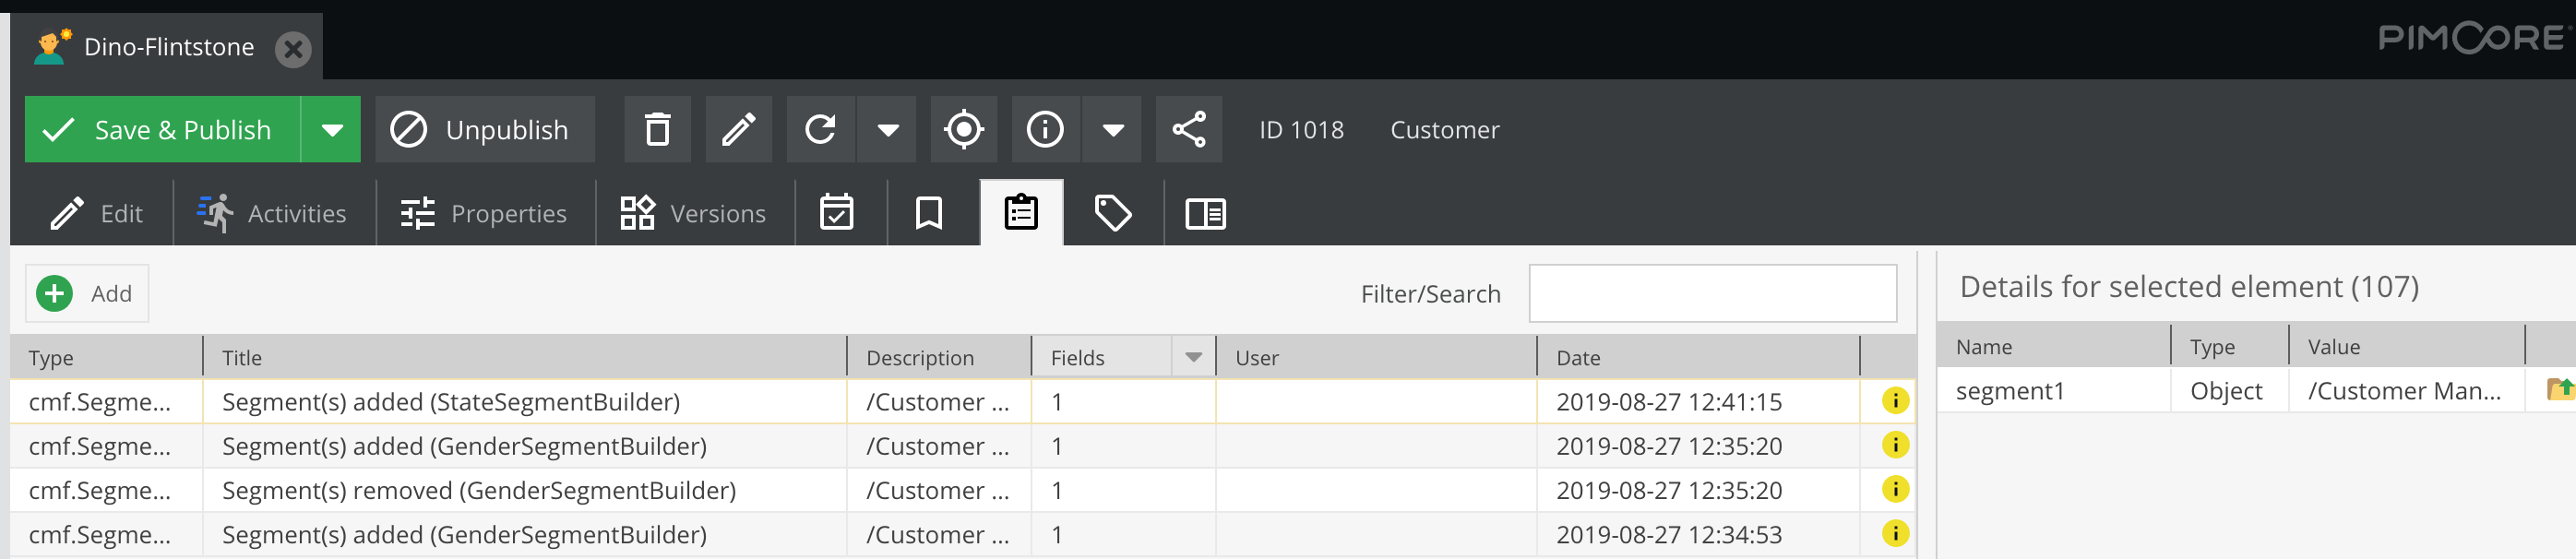 Dino-Flintstone
PIMCORE
Save & Publish
Unpublish
ID 1018
Customer
Edit
Activities
Properties
Versions
Add
Filter/Search
Details for selected element (107)
Type Title Description Fields User Date
cmf.Segme... Segment(s) added (StateSegmentBuilder) /Customer ... 1 2019-08-27 12:41:15
cmf.Segme... Segment(s) added (GenderSegmentBuilder) /Customer ... 1 2019-08-27 12:35:20
cmf.Segme... Segment(s) removed (GenderSegmentBuilder) /Customer ... 1 2019-08-27 12:35:20
cmf.Segme... Segment(s) added (GenderSegmentBuilder) /Customer ... 1 2019-08-27 12:34:53
Name Type Value
segment1 Object /Customer Man...